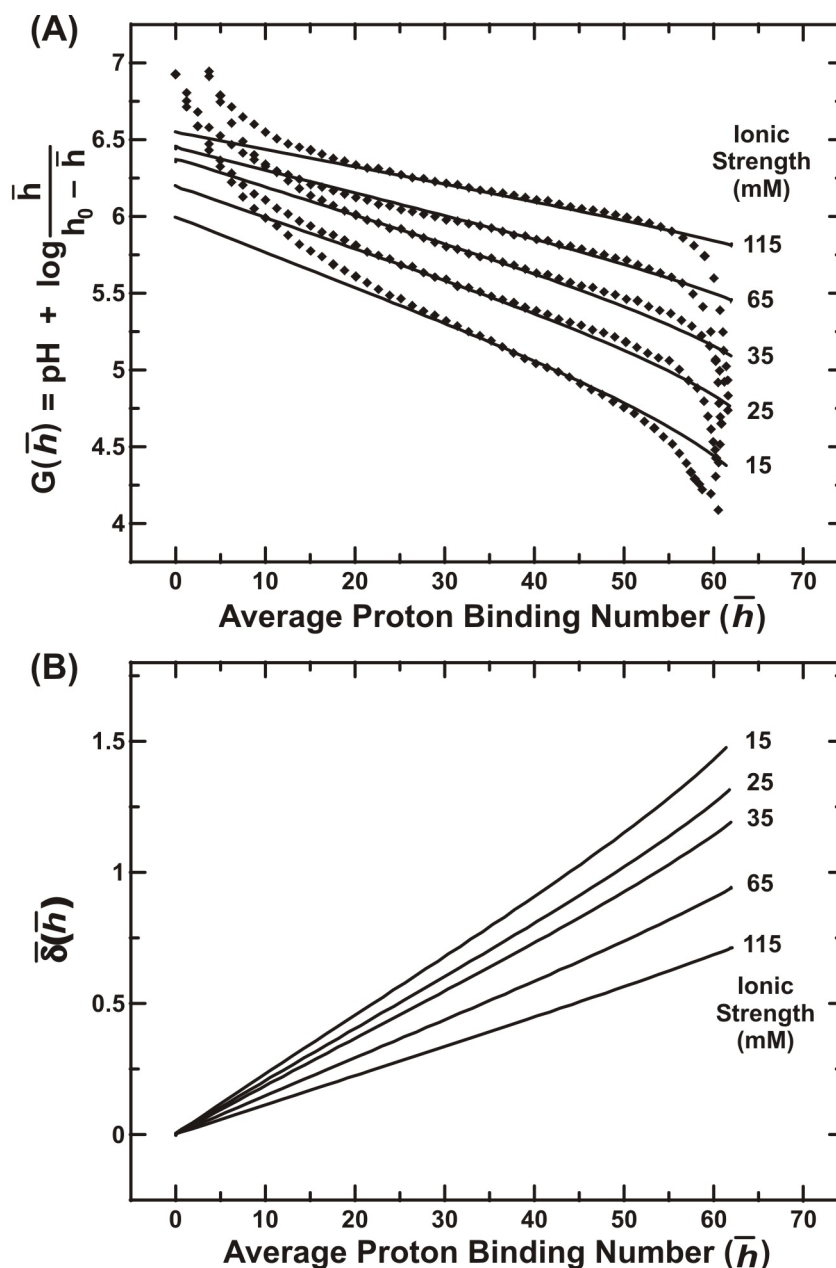 (A)
G(h̅) = pH + log h̅ / h₀ − h̅
7
6.5
6
5.5
5
4.5
4
Ionic
Strength
(mM)
115
65
35
25
15
0 10 20 30 40 50 60 70
Average Proton Binding Number (h̅)
(B)
δ̅(h̅)
1.5
1
0.5
0
15
25
35
65
115
Ionic
Strength
(mM)
0 10 20 30 40 50 60 70
Average Proton Binding Number (h̅)